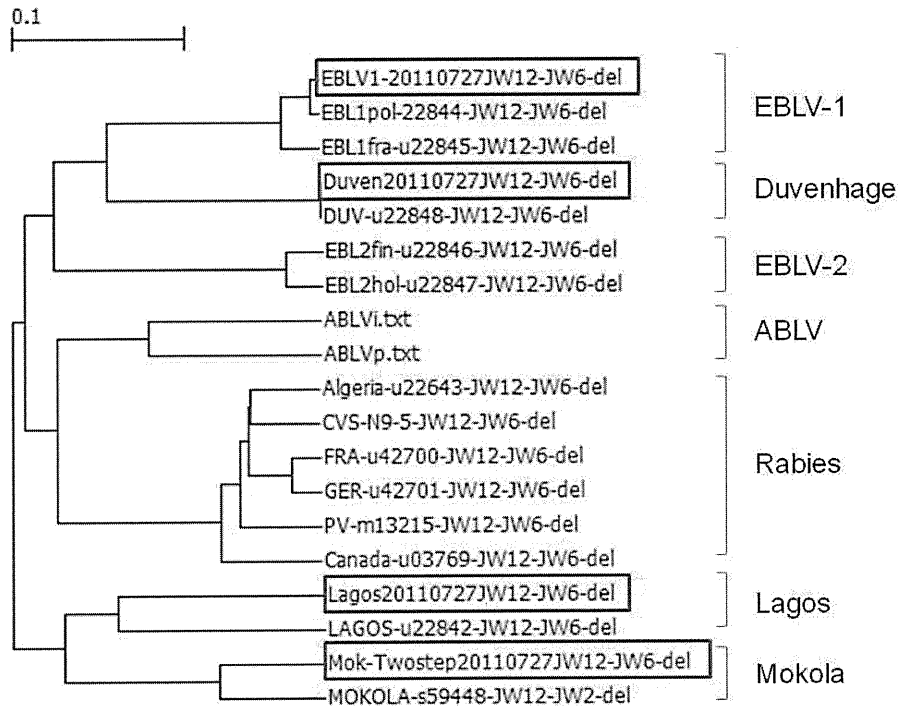 0.1
EBLV1-20110727JW12-JW6-del
EBL1pol-22844-JW12-JW6-del
EBLV-1
EBL1fra-u22845-JW12-JW6-del
Duven20110727JW12-JW6-del
Duvenhage
DUV-u22848-JW12-JW6-del
EBL2fin-u22846-JW12-JW6-del
EBLV-2
EBL2hol-u22847-JW12-JW6-del
ABLVi.txt
ABLV
ABLVp.txt
Algeria-u22643-JW12-JW6-del
CVS-N9-5-JW12-JW6-del
FRA-u42700-JW12-JW6-del
Rabies
GER-u42701-JW12-JW6-del
PV-m13215-JW12-JW6-del
Canada-u03769-JW12-JW6-del
Lagos20110727JW12-JW6-del
Lagos
LAGOS-u22842-JW12-JW6-del
Mok-Twostep20110727JW12-JW6-del
Mokola
MOKOLA-s59448-JW12-JW2-del